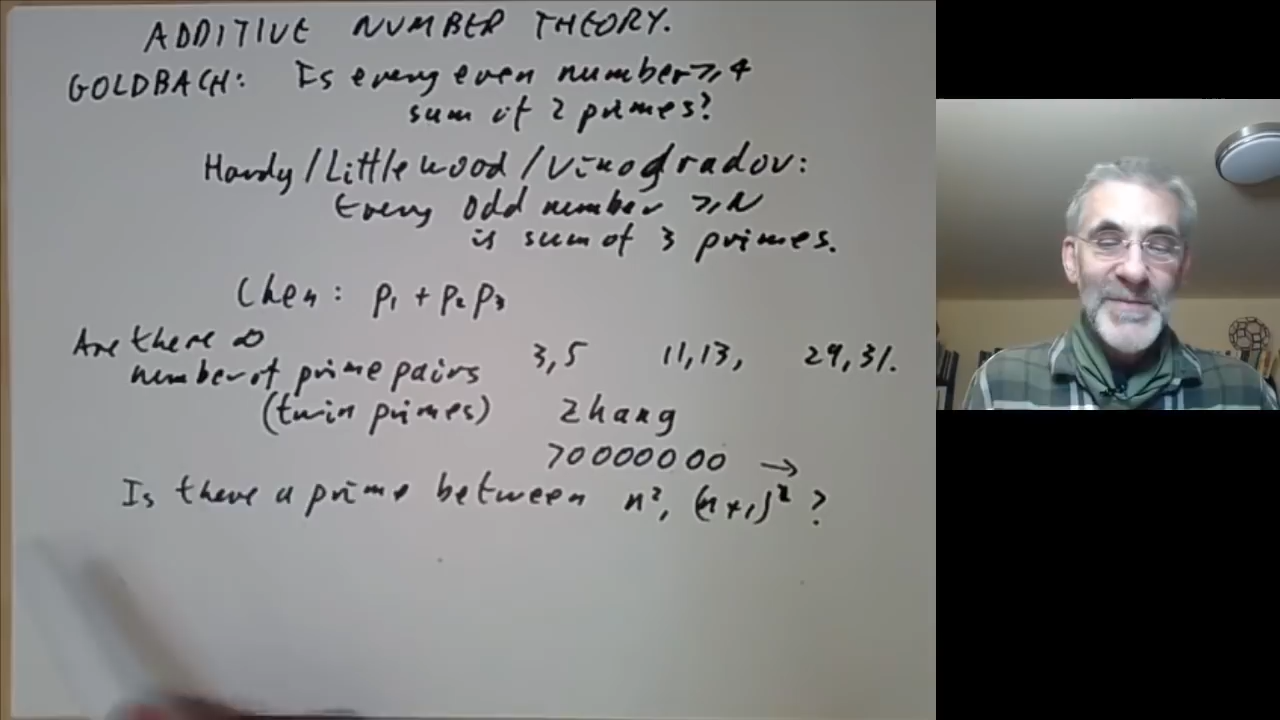 ADDITIVE NUMBER THEORY.
GOLDBACH: Is every even number ≥ 4
sum of 2 primes?
Hardy/Littlewood/Vinogradov:
Every odd number ≥ N
is sum of 3 primes.
Chen: p₁ + p₂p₃
Are there ∞
number of prime pairs 3,5 11,13, 29,31.
(twin primes) Zhang
70000000 →
Is there a prime between n², (n+1)²?